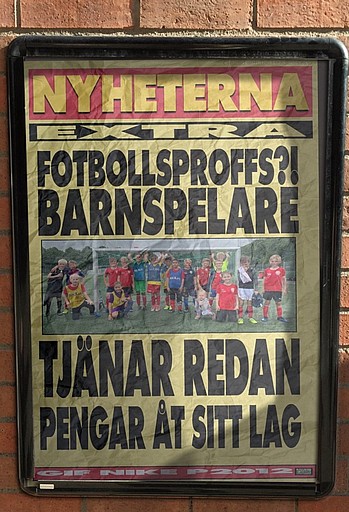 NYHETERNA
EXTRA
FOTBOLLSPROFFS?!
BARNSPELARE
TJÄNAR REDAN
PENGAR ÅT SITT LAG
GIF NIKE P2012